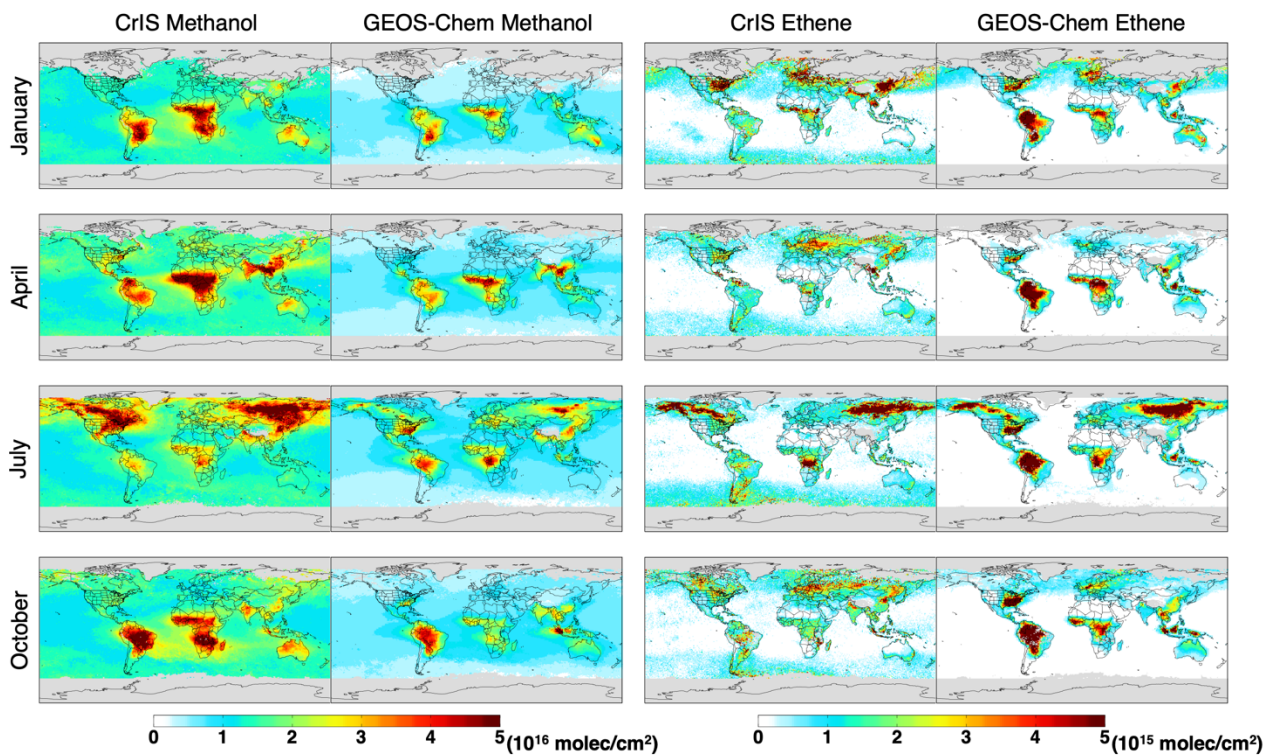 CrIS Methanol GEOS-Chem Methanol CrIS Ethene GEOS-Chem Ethene
January
April
July
October
0 1 2 3 4 5 (10¹⁶ molec/cm²) 0 1 2 3 4 5 (10¹⁵ molec/cm²)